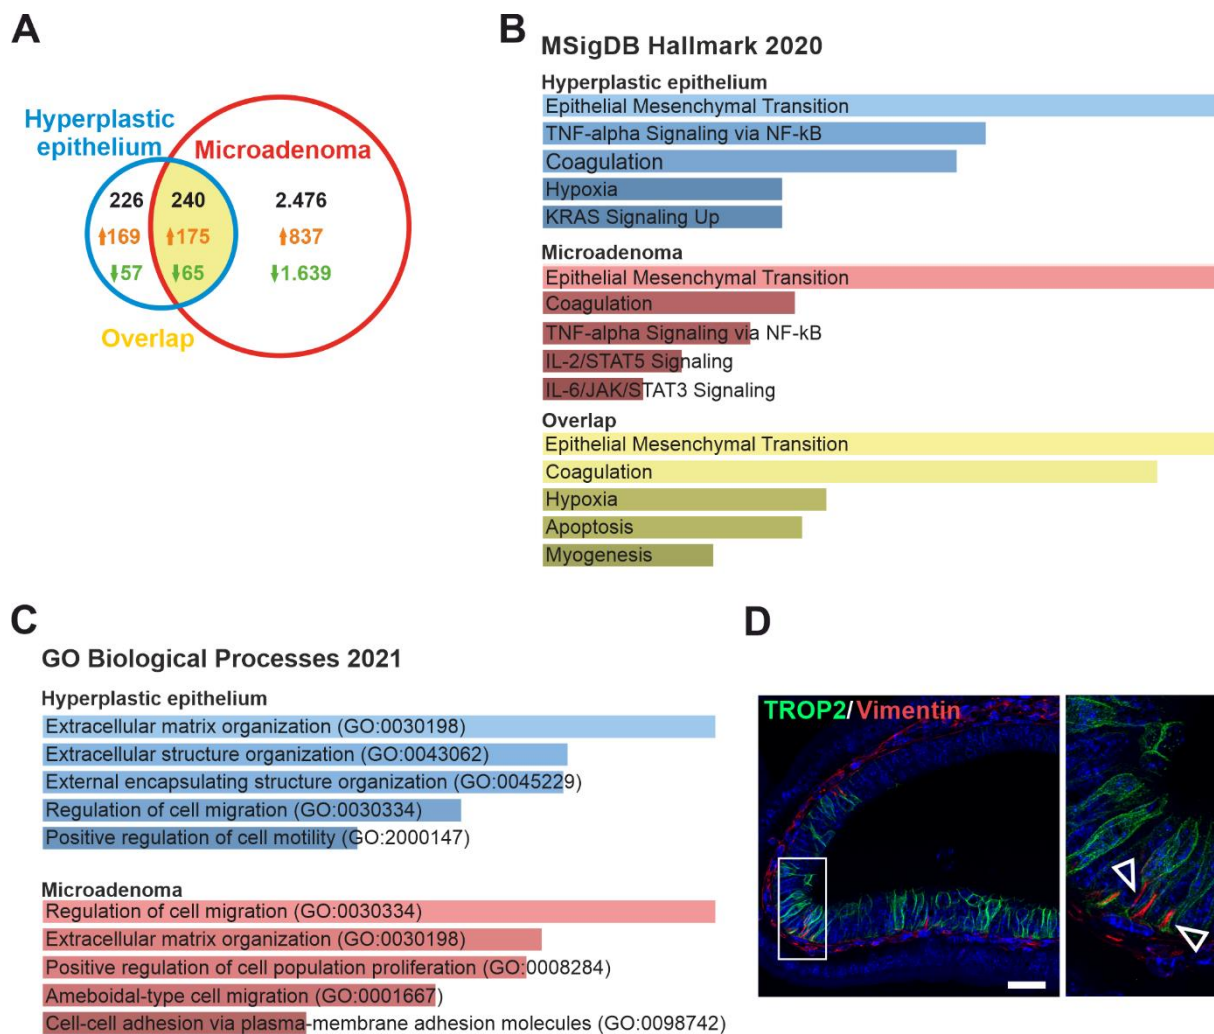 A
Hyperplastic
epithelium
Microadenoma
226 240 2.476
169 175 837
57 65 1.639
Overlap
B
MSigDB Hallmark 2020
Hyperplastic epithelium
Epithelial Mesenchymal Transition
TNF-alpha Signaling via NF-kB
Coagulation
Hypoxia
KRAS Signaling Up
Microadenoma
Epithelial Mesenchymal Transition
Coagulation
TNF-alpha Signaling via NF-kB
IL-2/STAT5 Signaling
IL-6/JAK/STAT3 Signaling
Overlap
Epithelial Mesenchymal Transition
Coagulation
Hypoxia
Apoptosis
Myogenesis
C
GO Biological Processes 2021
Hyperplastic epithelium
Extracellular matrix organization (GO:0030198)
Extracellular structure organization (GO:0043062)
External encapsulating structure organization (GO:0045229)
Regulation of cell migration (GO:0030334)
Positive regulation of cell motility (GO:2000147)
Microadenoma
Regulation of cell migration (GO:0030334)
Extracellular matrix organization (GO:0030198)
Positive regulation of cell population proliferation (GO:0008284)
Ameboidal-type cell migration (GO:0001667)
Cell-cell adhesion via plasma-membrane adhesion molecules (GO:0098742)
D
TROP2/Vimentin